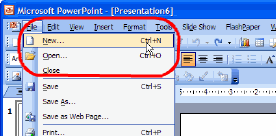 Microsoft PowerPoint - [Presentation6]
File Edit View Insert Format Tools Slide Show FlashPaper Window
New... Ctrl+N
Open... Ctrl+O
Close
Save Ctrl+S
Save As...
Save as Web Page...
Print... Ctrl+P